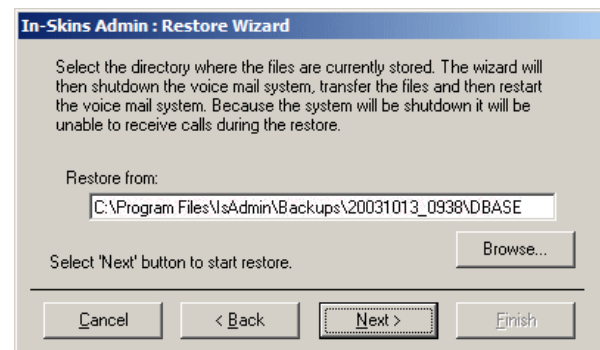 In-Skins Admin : Restore Wizard
Select the directory where the files are currently stored. The wizard will
then shutdown the voice mail system, transfer the files and then restart
the voice mail system. Because the system will be shutdown it will be
unable to receive calls during the restore.
Restore from:
C:\Program Files\IsAdmin\Backups\20031013_0938\DBASE
Browse...
Select 'Next' button to start restore.
Cancel < Back Next > Finish